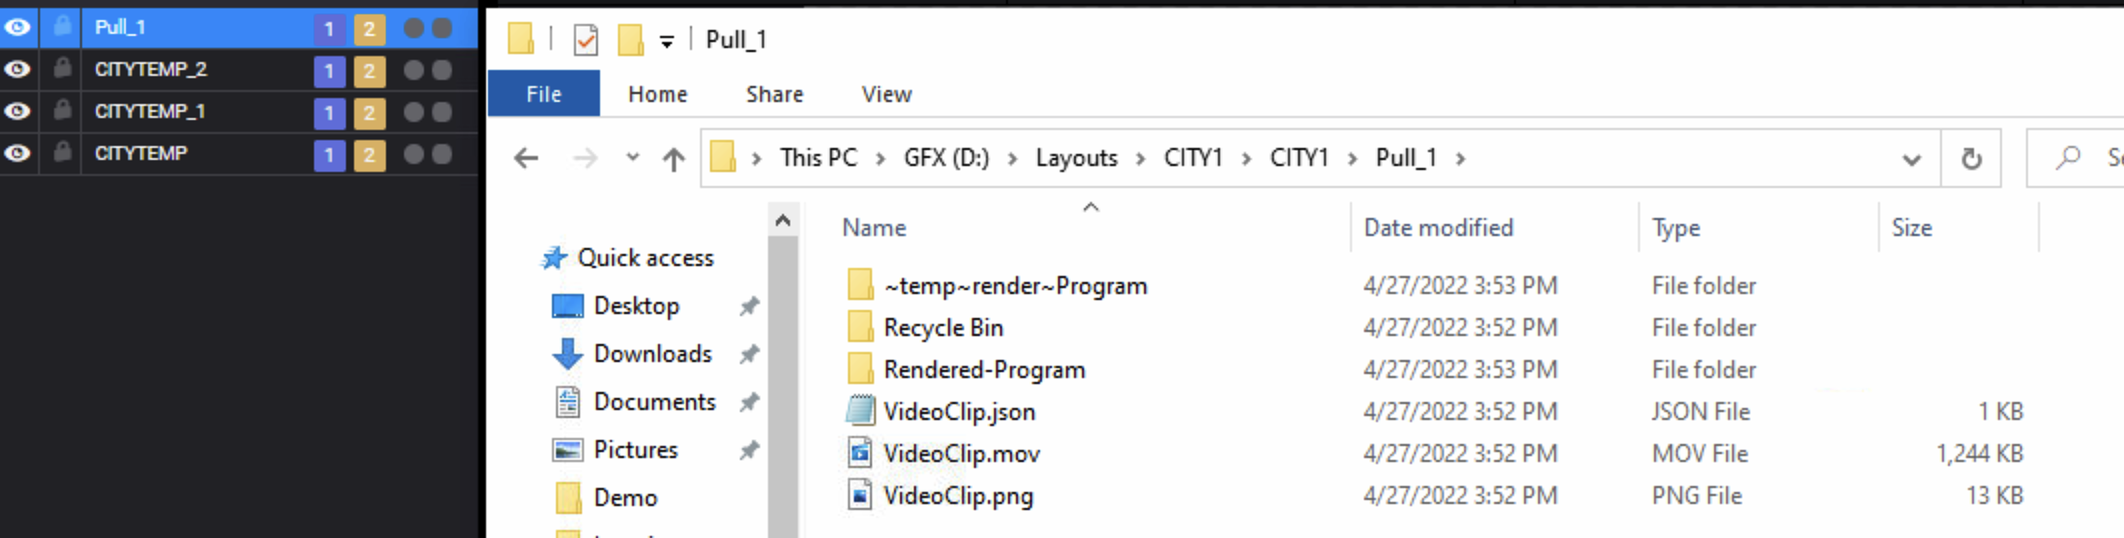 Pull_1 1 2
CITYTEMP_2 1 2
CITYTEMP_1 1 2
CITYTEMP 1 2
Pull_1
File Home Share View
This PC > GFX (D:) > Layouts > CITY1 > CITY1 > Pull_1 >
Name Date modified Type Size
Quick access
Desktop
Downloads
Documents
Pictures
Demo
~temp~render~Program 4/27/2022 3:53 PM File folder
Recycle Bin 4/27/2022 3:52 PM File folder
Rendered-Program 4/27/2022 3:53 PM File folder
VideoClip.json 4/27/2022 3:52 PM JSON File 1 KB
VideoClip.mov 4/27/2022 3:52 PM MOV File 1,244 KB
VideoClip.png 4/27/2022 3:52 PM PNG File 13 KB